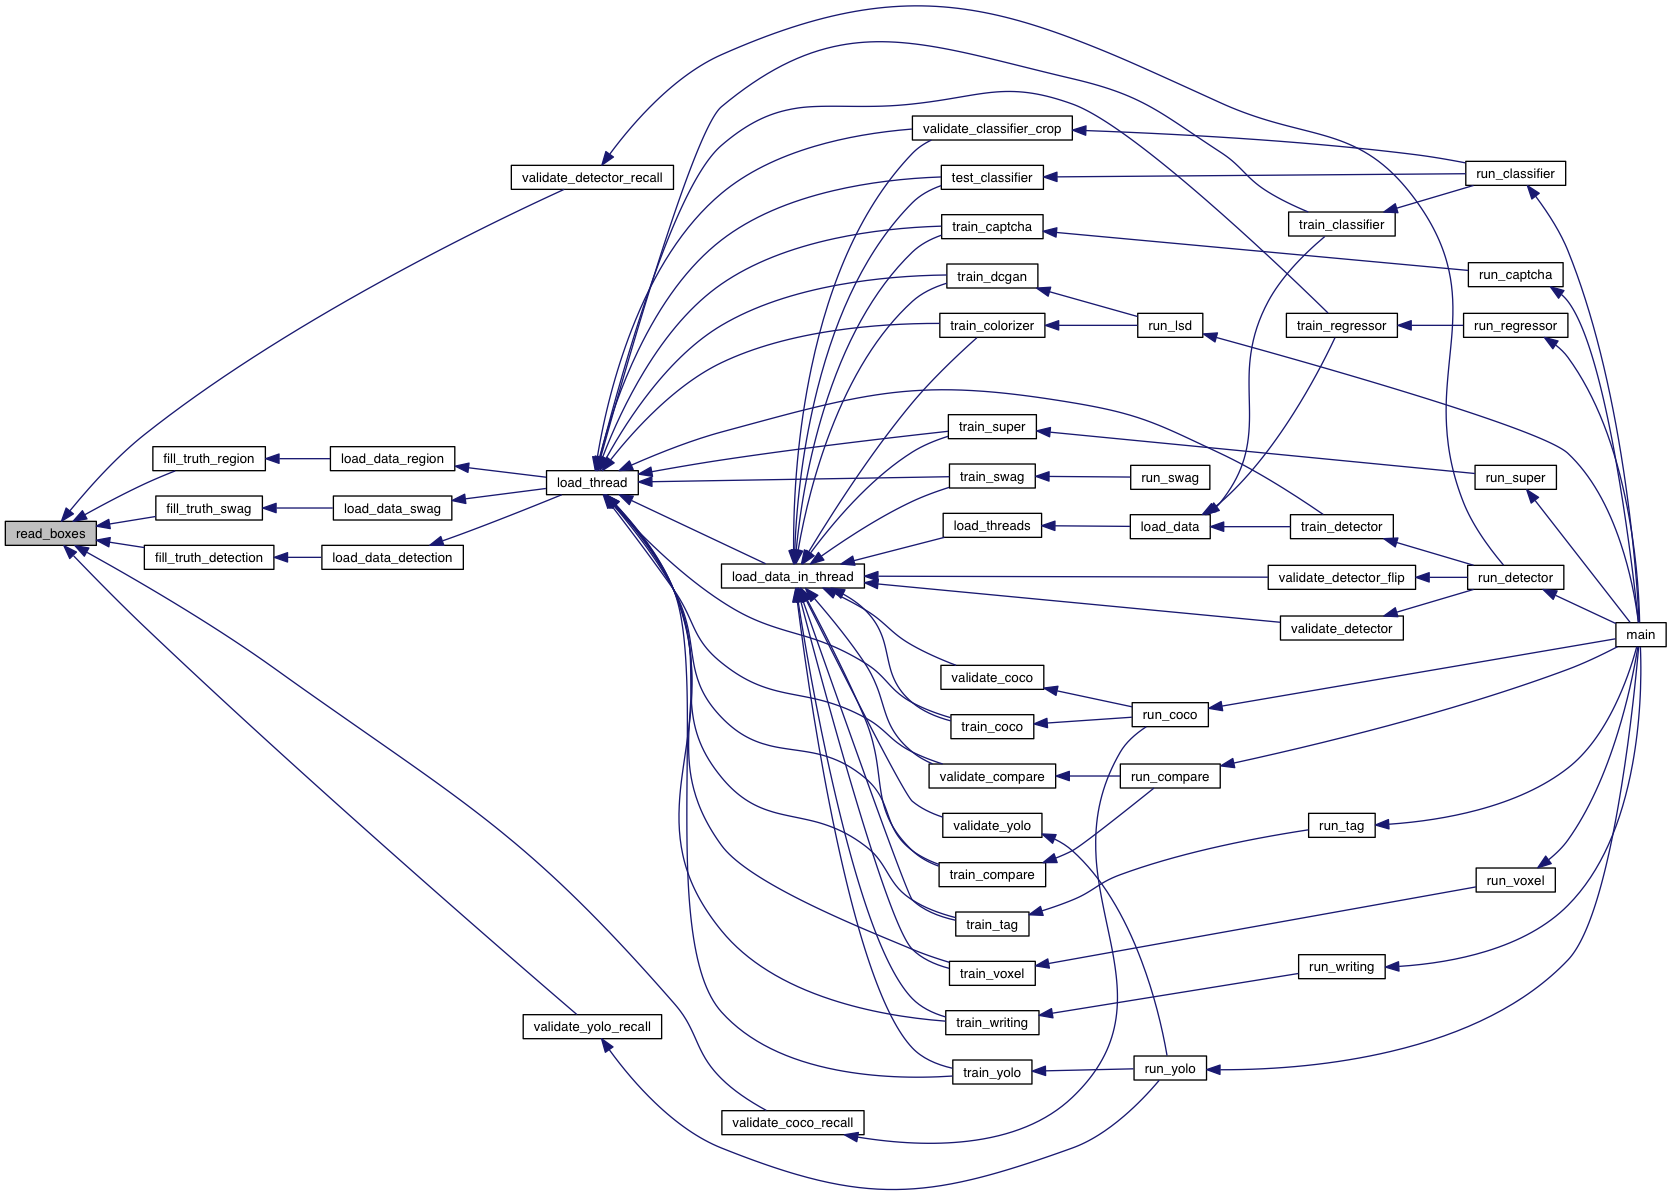 read_boxes
fill_truth_region
fill_truth_swag
fill_truth_detection
load_data_region
load_data_swag
load_data_detection
validate_detector_recall
load_thread
validate_yolo_recall
load_data_in_thread
validate_coco_recall
validate_classifier_crop
test_classifier
train_captcha
train_dcgan
train_colorizer
train_super
train_swag
load_threads
validate_coco
train_coco
validate_compare
validate_yolo
train_compare
train_tag
train_voxel
train_writing
train_yolo
run_lsd
run_swag
load_data
run_coco
run_compare
run_yolo
train_classifier
train_regressor
train_detector
validate_detector_flip
validate_detector
run_tag
run_writing
run_classifier
run_captcha
run_regressor
run_super
run_detector
run_voxel
main